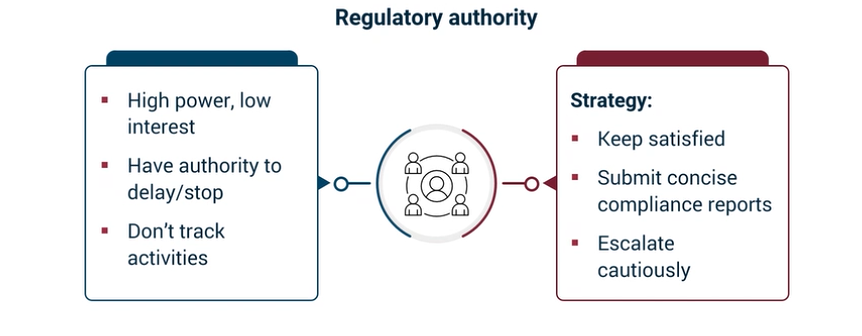 Regulatory authority
▪ High power, low
interest
▪ Have authority to
delay/stop
▪ Don’t track
activities
Strategy:
▪ Keep satisfied
▪ Submit concise
compliance reports
▪ Escalate
cautiously